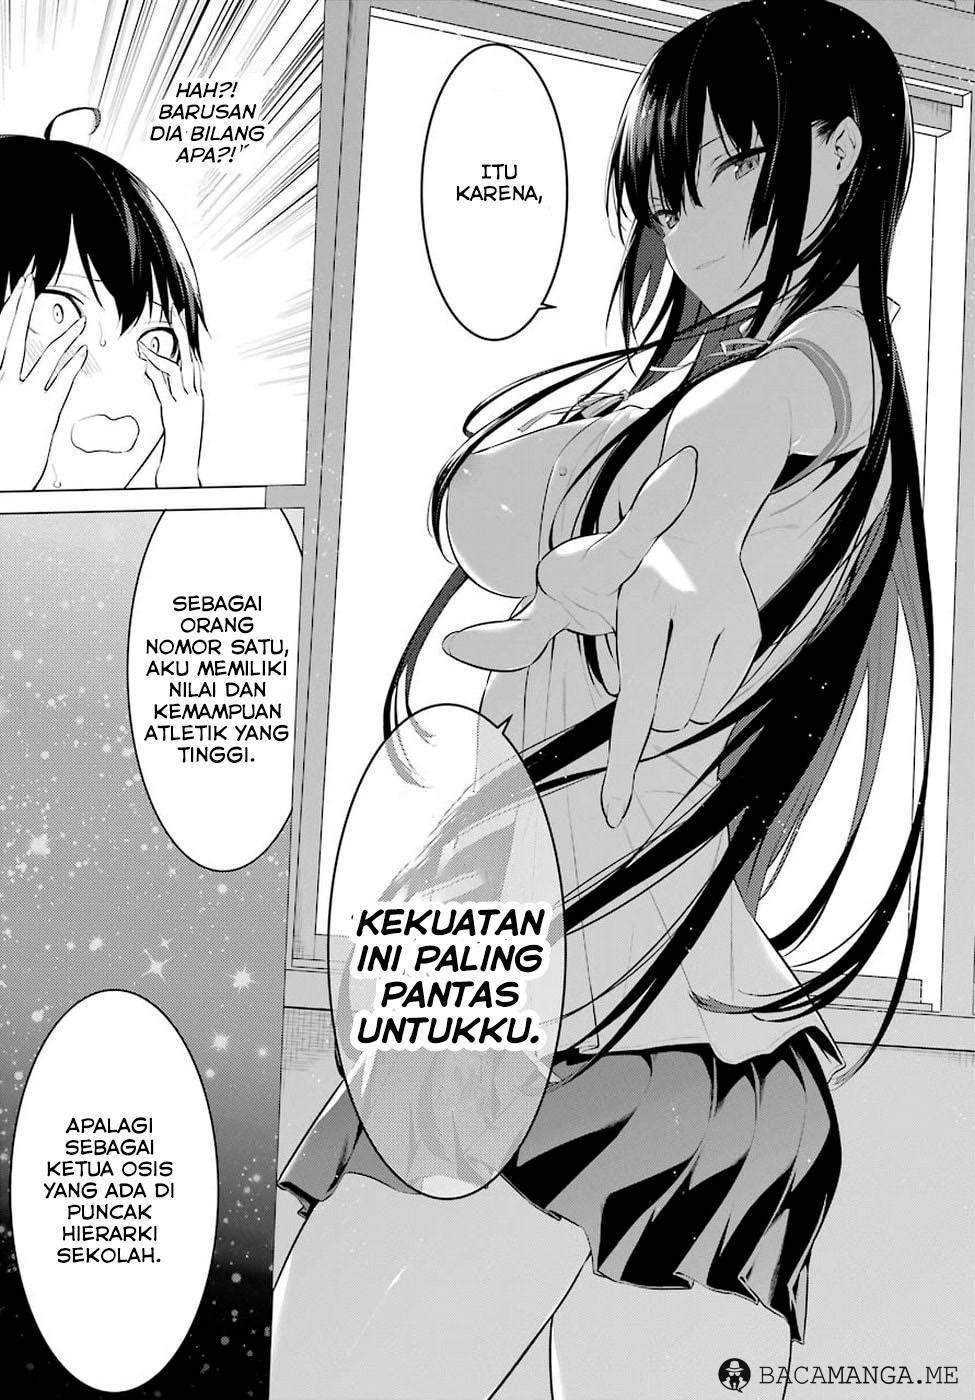 ITU
KARENA,
HAH?!
BARUSAN
DIA BILANG
APA?!
SEBAGAI
ORANG
NOMOR SATU,
AKU MEMILIKI
NILAI DAN
KEMAMPUAN
ATLETIK YANG
TINGGI.
KEKUATAN
INI PALING
PANTAS
UNTUKKU.
APALAGI
SEBAGAI
KETUA OSIS
YANG ADA DI
PUNCAK
HIERARKI
SEKOLAH.
BACAMANGA.ME